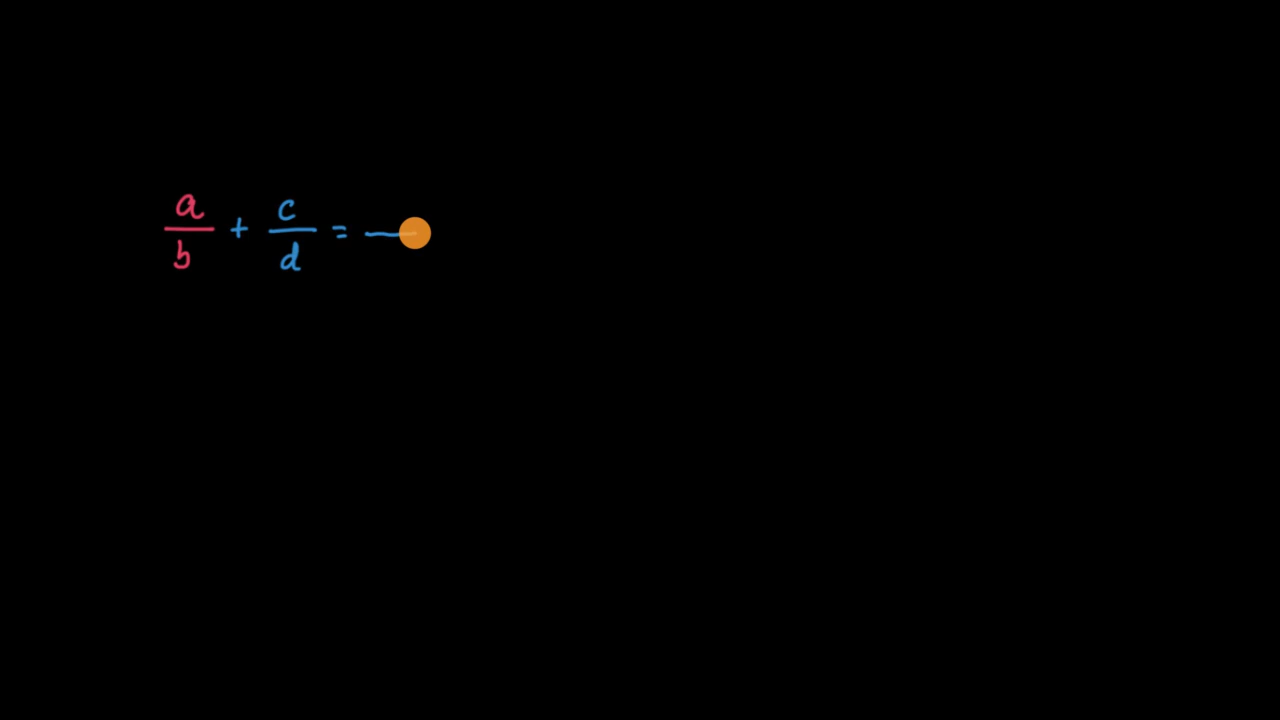 a/b + c/d = —